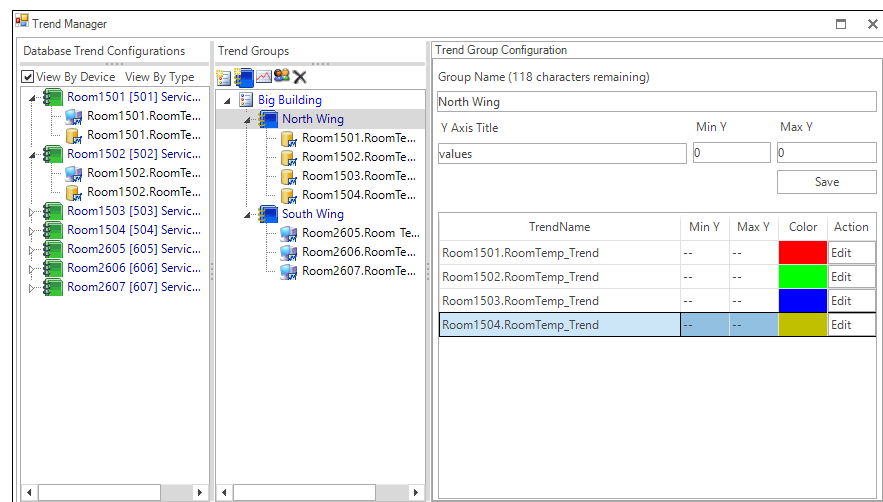 Trend Manager
Database Trend Configurations
View By Device View By Type
Room1501 [501] Servic...
Room1501.RoomTe...
Room1501.RoomTe...
Room1502 [502] Servic...
Room1502.RoomTe...
Room1502.RoomTe...
Room1503 [503] Servic...
Room1504 [504] Servic...
Room2605 [605] Servic...
Room2606 [606] Servic...
Room2607 [607] Servic...
Trend Groups
Big Building
North Wing
Room1501.RoomTe...
Room1502.RoomTe...
Room1503.RoomTe...
Room1504.RoomTe...
South Wing
Room2605.Room Te...
Room2606.RoomTe...
Room2607.RoomTe...
Trend Group Configuration
Group Name (118 characters remaining)
North Wing
Y Axis Title Min Y Max Y
values 0 0
Save
TrendName Min Y Max Y Color Action
Room1501.RoomTemp_Trend -- -- Edit
Room1502.RoomTemp_Trend -- -- Edit
Room1503.RoomTemp_Trend -- -- Edit
Room1504.RoomTemp_Trend -- -- Edit